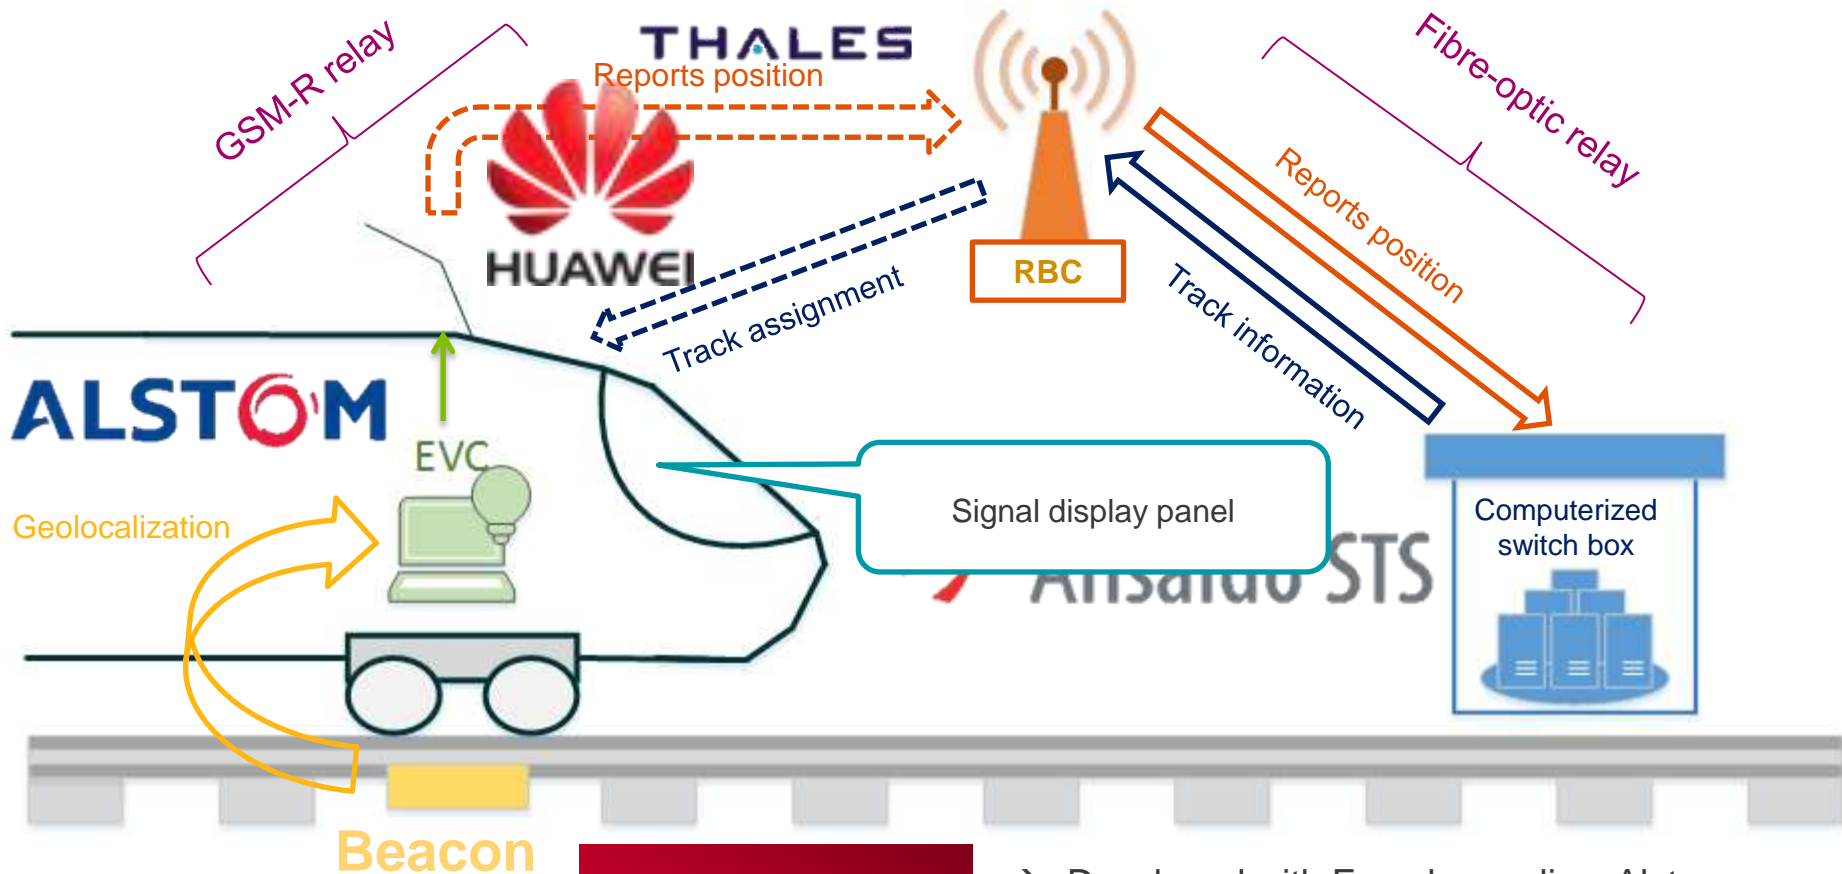 GSM-R relay
THALES
Reports position
HUAWEI
Fibre-optic relay
Reports position
RBC
Track assignment
Track information
ALSTOM
EVC
Geolocalization
Signal display panel
Computerized
switch box
Ansaldo STS
Beacon